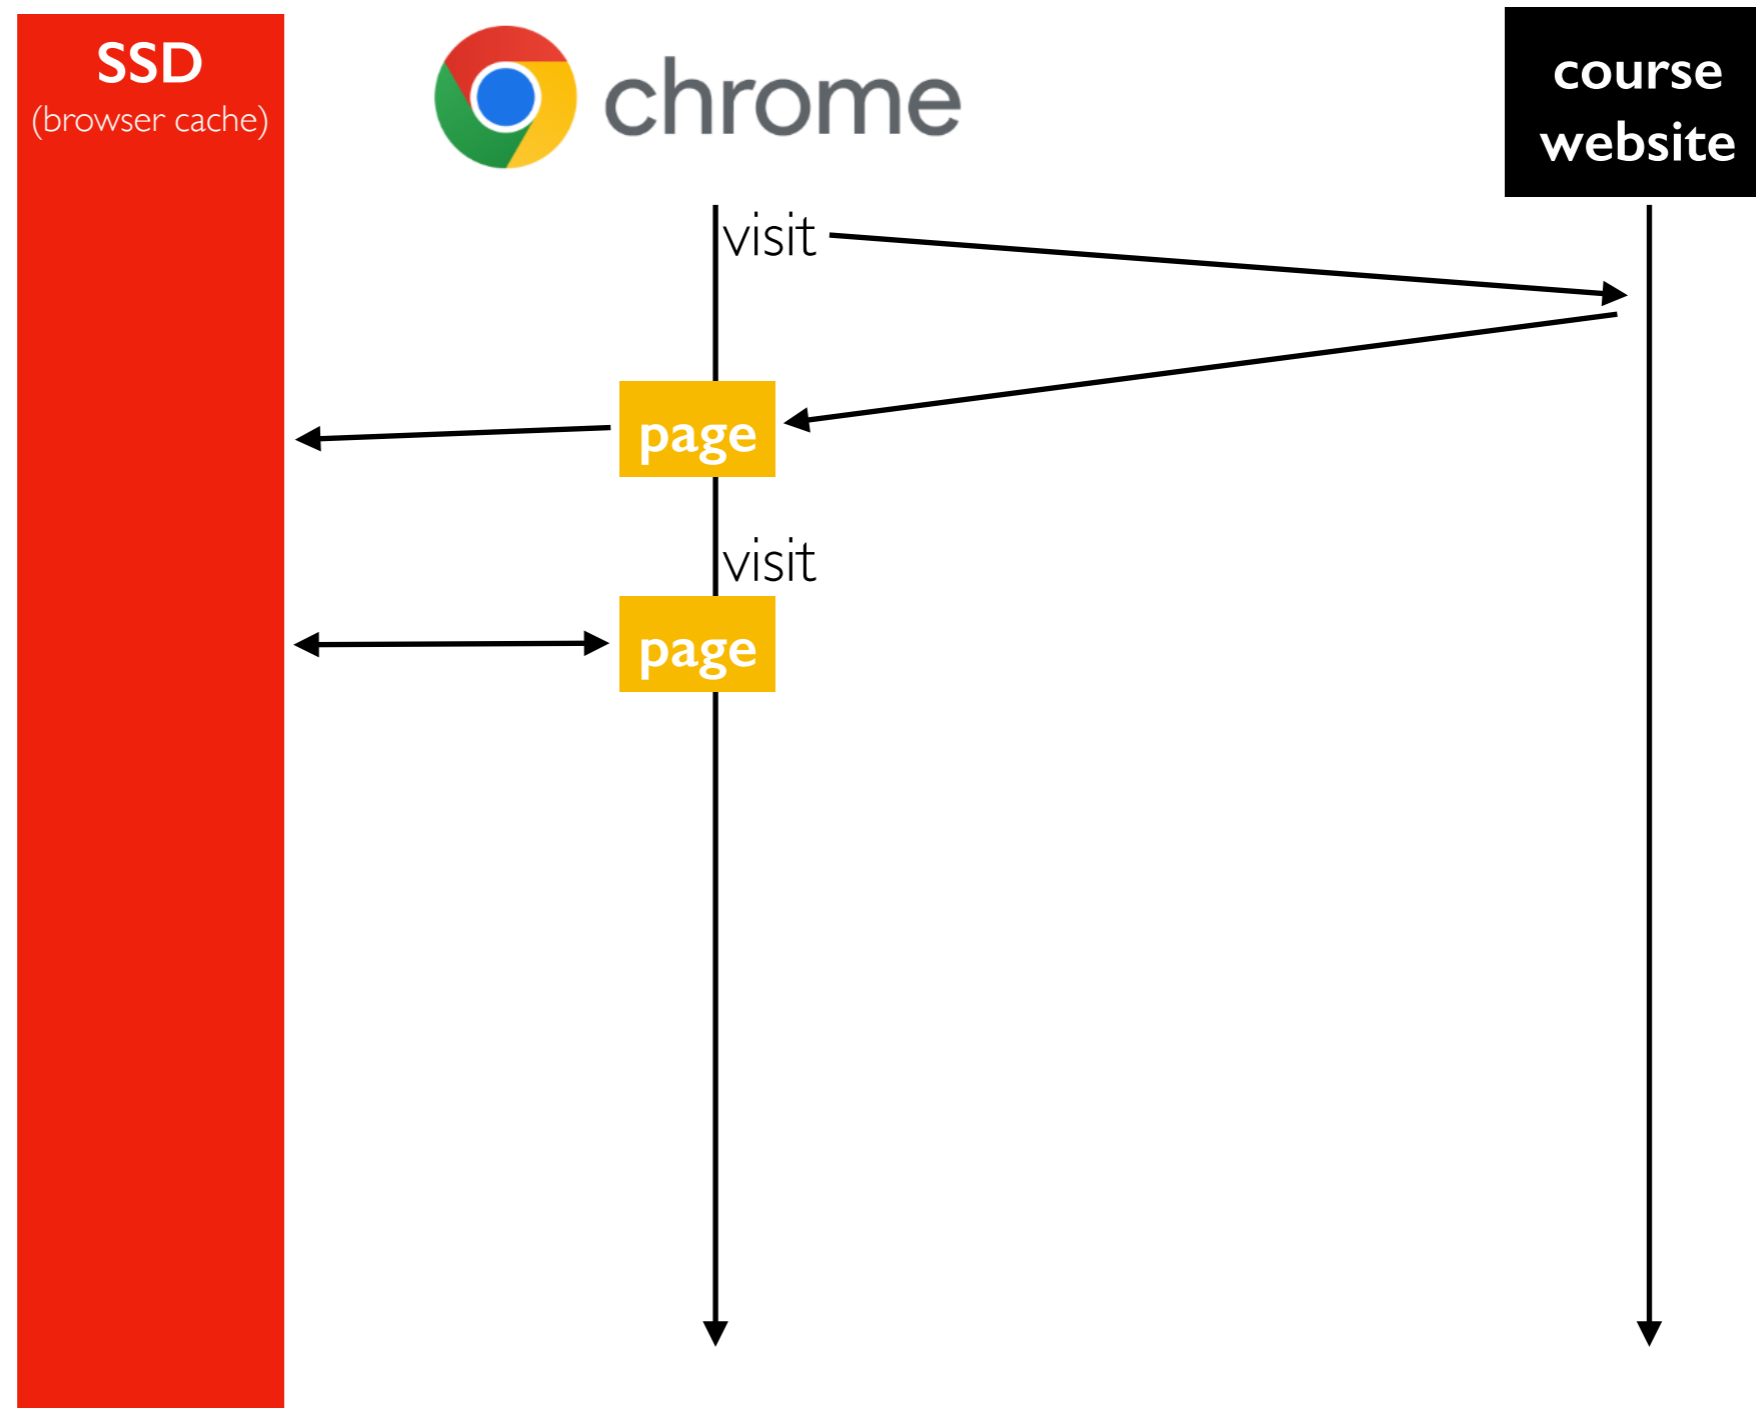 SSD
(browser cache)
chrome
course
website
visit
page
visit
page